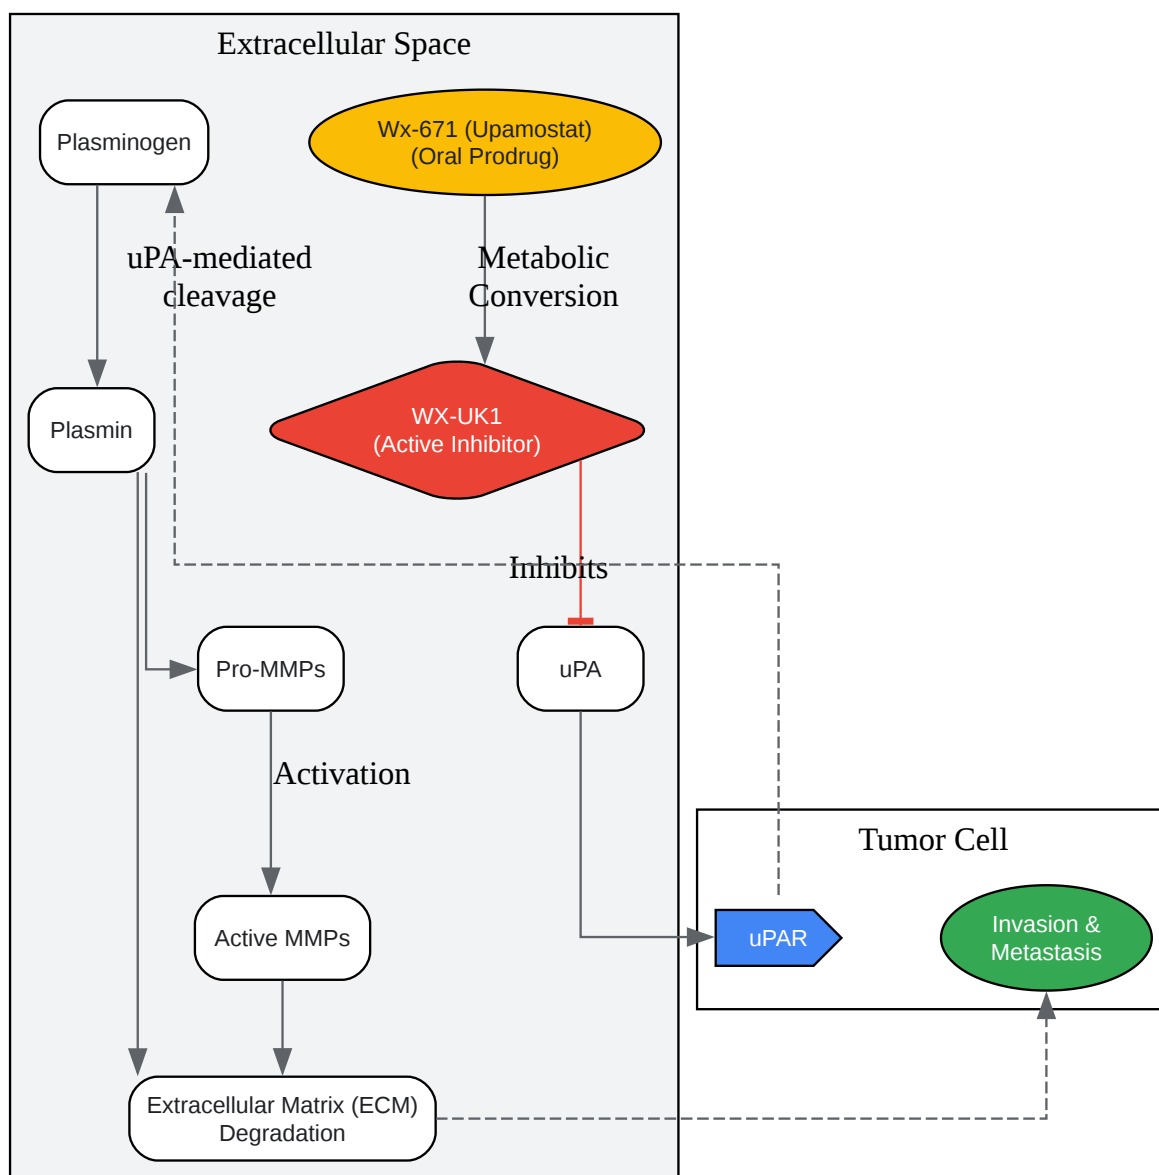 Extracellular Space
Plasminogen
Wx-671 (Upamostat)
(Oral Prodrug)
uPA-mediated
cleavage
Metabolic
Conversion
WX-UK1
(Active Inhibitor)
Plasmin
Inhibits
Pro-MMPs
uPA
Activation
Tumor Cell
Active MMPs
uPAR
Invasion &
Metastasis
Extracellular Matrix (ECM)
Degradation